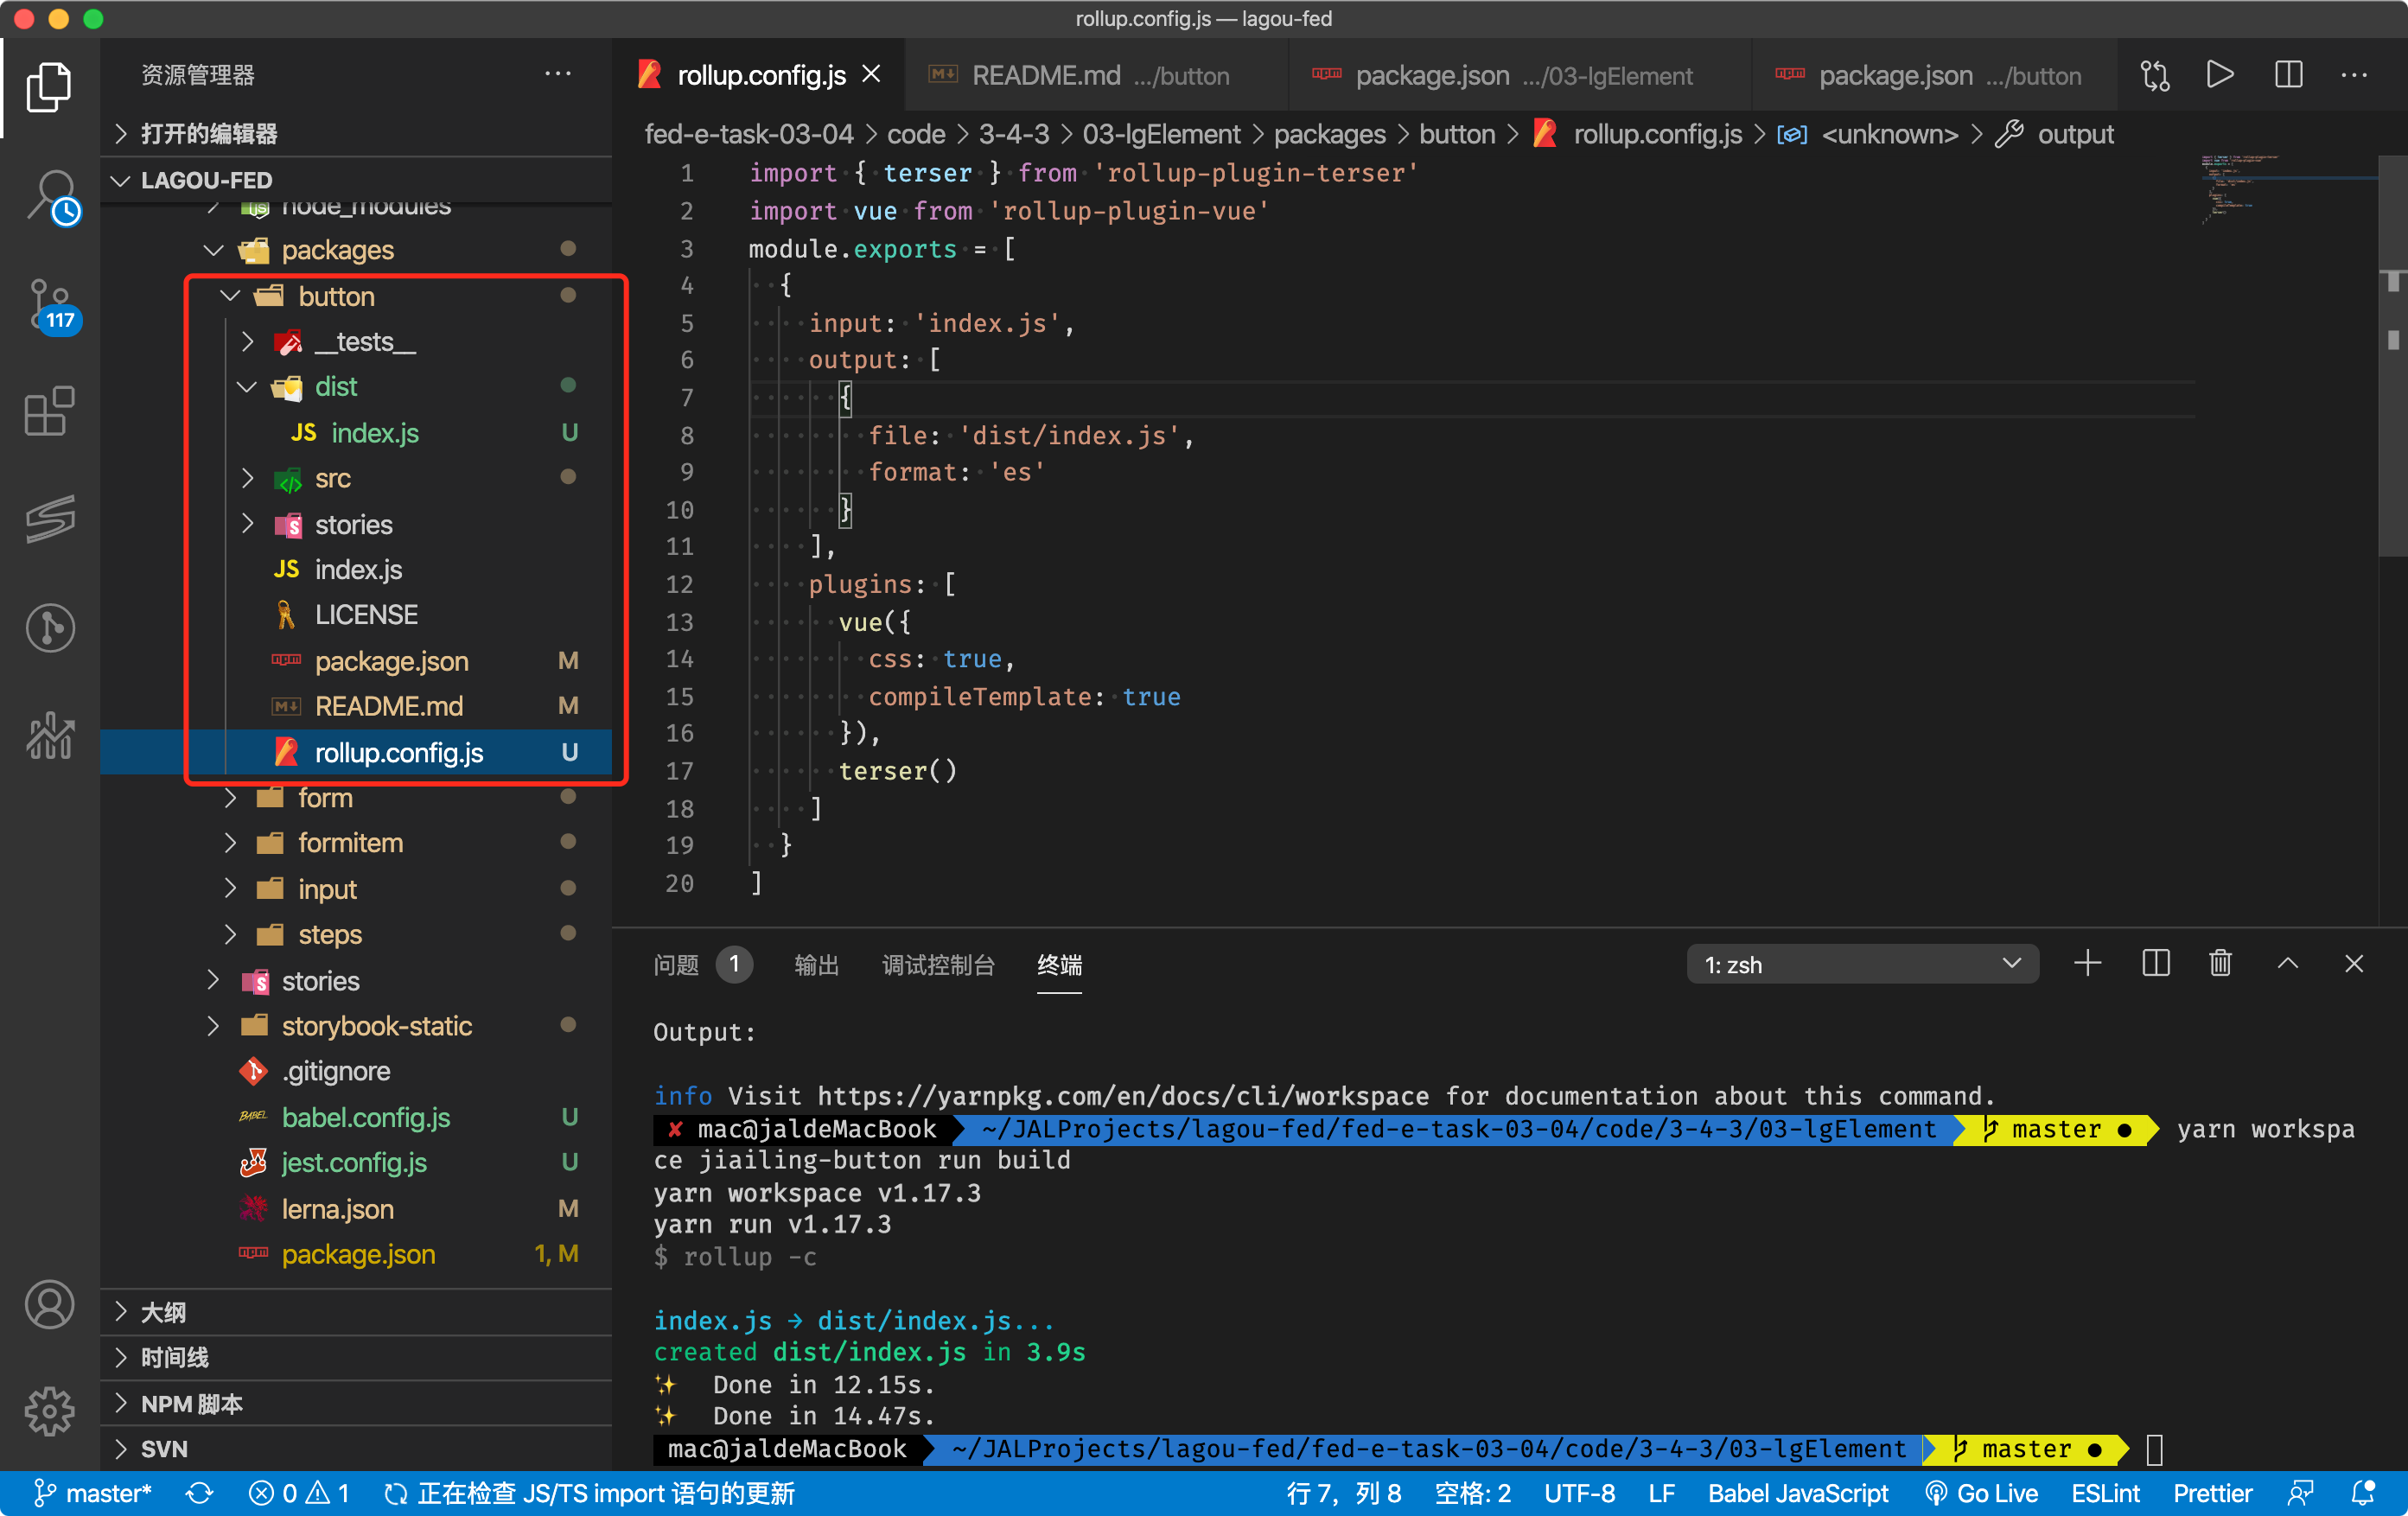 rollup.config.js — lagou-fed
资源管理器
打开的编辑器
LAGOU-FED
node_modules
packages
button
__tests__
dist
JS index.js U
src
stories
JS index.js
LICENSE
package.json M
README.md M
rollup.config.js U
form
formitem
input
steps
stories
storybook-static
.gitignore
babel.config.js U
jest.config.js U
lerna.json M
package.json 1, M
大纲
时间线
NPM 脚本
SVN
117
rollup.config.js
README.md .../button
package.json .../03-lgElement
package.json .../button
fed-e-task-03-04 > code > 3-4-3 > 03-lgElement > packages > button > rollup.config.js > <unknown> > output
1 import { terser } from 'rollup-plugin-terser'
2 import vue from 'rollup-plugin-vue'
3 module.exports = [
4 {
5 input: 'index.js',
6 output: [
7 {
8 file: 'dist/index.js',
9 format: 'es'
10 }
11 ],
12 plugins: [
13 vue({
14 css: true,
15 compileTemplate: true
16 }),
17 terser()
18 ]
19 }
20 ]
问题 1 输出 调试控制台 终端 1: zsh
Output:
info Visit https://yarnpkg.com/en/docs/cli/workspace for documentation about this command.
✘ mac@jaldeMacBook ~/JALProjects/lagou-fed/fed-e-task-03-04/code/3-4-3/03-lgElement master ● yarn workspa
ce jiailing-button run build
yarn workspace v1.17.3
yarn run v1.17.3
$ rollup -c
index.js → dist/index.js...
created dist/index.js in 3.9s
✨ Done in 12.15s.
✨ Done in 14.47s.
mac@jaldeMacBook ~/JALProjects/lagou-fed/fed-e-task-03-04/code/3-4-3/03-lgElement master ●
master* 0 1 正在检查 JS/TS import 语句的更新 行 7，列 8 空格: 2 UTF-8 LF Babel JavaScript Go Live ESLint Prettier